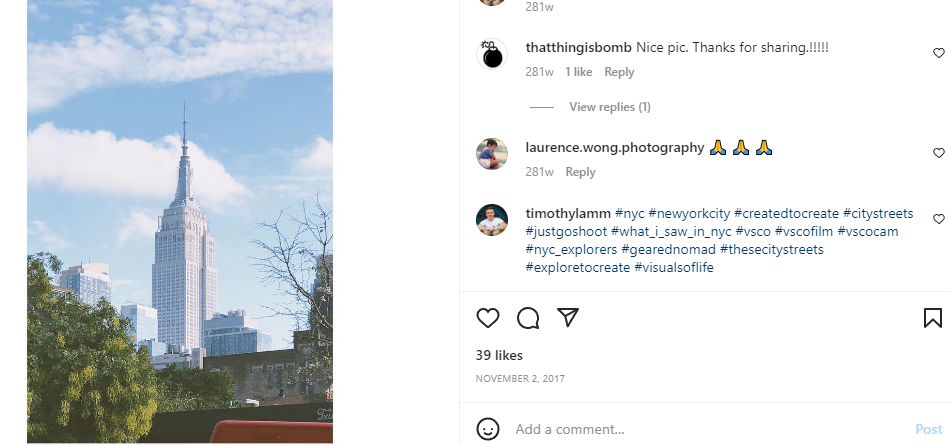 281w
thatthingisbomb Nice pic. Thanks for sharing.!!!!!
281w 1 like Reply
View replies (1)
laurence.wong.photography 🙏 🙏 🙏
281w Reply
timothylamm #nyc #newyorkcity #createdtocreate #citystreets
#justgoshoot #what_i_saw_in_nyc #vsco #vscofilm #vscocam
#nyc_explorers #gearednomad #thesecitystreets
#exploretocreate #visualsoflife
39 likes
NOVEMBER 2, 2017
Add a comment... Post